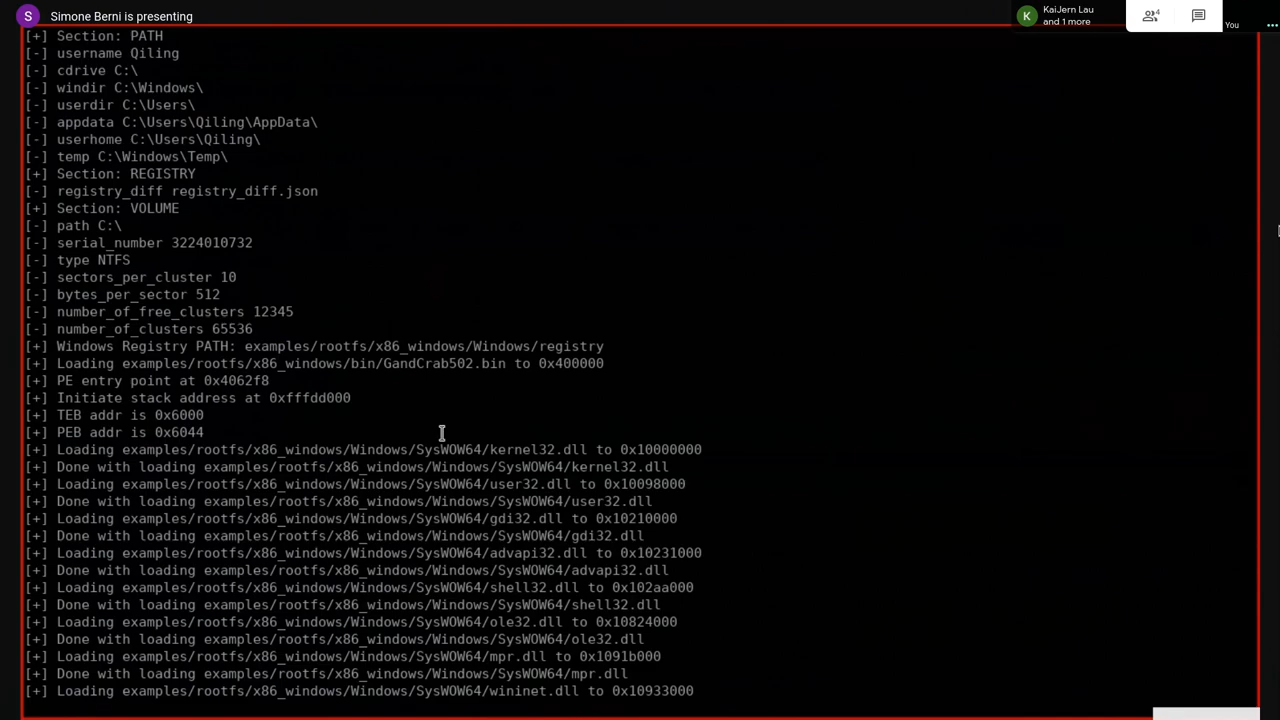 S
Simone Berni is presenting
K
KaiJern Lau
and 1 more
4
You
[+] Section: PATH
[-] username Qiling
[-] cdrive C:\
[-] windir C:\Windows\
[-] userdir C:\Users\
[-] appdata C:\Users\Qiling\AppData\
[-] userhome C:\Users\Qiling\
[-] temp C:\Windows\Temp\
[+] Section: REGISTRY
[-] registry_diff registry_diff.json
[+] Section: VOLUME
[-] path C:\
[-] serial_number 3224010732
[-] type NTFS
[-] sectors_per_cluster 10
[-] bytes_per_sector 512
[-] number_of_free_clusters 12345
[-] number_of_clusters 65536
[+] Windows Registry PATH: examples/rootfs/x86_windows/Windows/registry
[+] Loading examples/rootfs/x86_windows/bin/GandCrab502.bin to 0x400000
[+] PE entry point at 0x4062f8
[+] Initiate stack address at 0xfffdd000
[+] TEB addr is 0x6000
[+] PEB addr is 0x6044
[+] Loading examples/rootfs/x86_windows/Windows/SysWOW64/kernel32.dll to 0x10000000
[+] Done with loading examples/rootfs/x86_windows/Windows/SysWOW64/kernel32.dll
[+] Loading examples/rootfs/x86_windows/Windows/SysWOW64/user32.dll to 0x10098000
[+] Done with loading examples/rootfs/x86_windows/Windows/SysWOW64/user32.dll
[+] Loading examples/rootfs/x86_windows/Windows/SysWOW64/gdi32.dll to 0x10210000
[+] Done with loading examples/rootfs/x86_windows/Windows/SysWOW64/gdi32.dll
[+] Loading examples/rootfs/x86_windows/Windows/SysWOW64/advapi32.dll to 0x10231000
[+] Done with loading examples/rootfs/x86_windows/Windows/SysWOW64/advapi32.dll
[+] Loading examples/rootfs/x86_windows/Windows/SysWOW64/shell32.dll to 0x102aa000
[+] Done with loading examples/rootfs/x86_windows/Windows/SysWOW64/shell32.dll
[+] Loading examples/rootfs/x86_windows/Windows/SysWOW64/ole32.dll to 0x10824000
[+] Done with loading examples/rootfs/x86_windows/Windows/SysWOW64/ole32.dll
[+] Loading examples/rootfs/x86_windows/Windows/SysWOW64/mpr.dll to 0x1091b000
[+] Done with loading examples/rootfs/x86_windows/Windows/SysWOW64/mpr.dll
[+] Loading examples/rootfs/x86_windows/Windows/SysWOW64/wininet.dll to 0x10933000